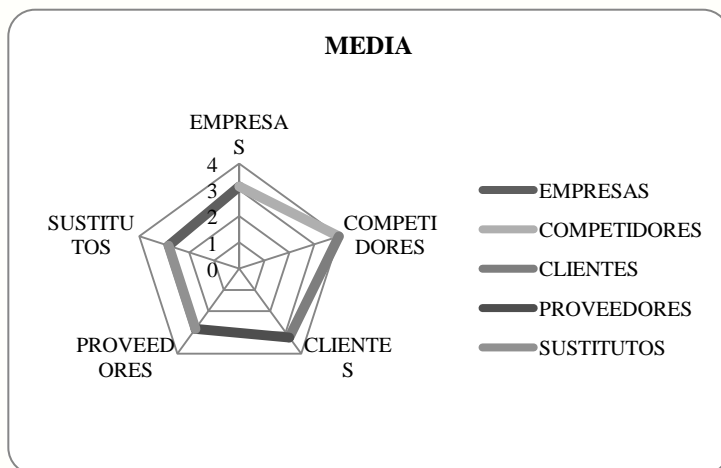 MEDIA
EMPRESA
S
4
3
2
1
0
COMPETI
DORES
CLIENTE
S
PROVEED
ORES
SUSTITU
TOS
EMPRESAS
COMPETIDORES
CLIENTES
PROVEEDORES
SUSTITUTOS